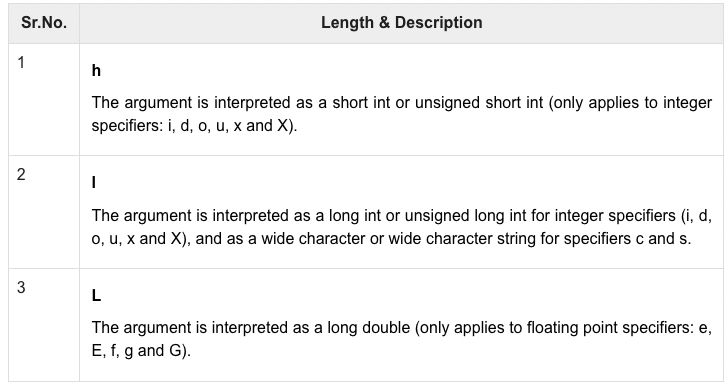 Sr.No. Length & Description
1
h
The argument is interpreted as a short int or unsigned short int (only applies to integer
specifiers: i, d, o, u, x and X).
2
l
The argument is interpreted as a long int or unsigned long int for integer specifiers (i, d,
o, u, x and X), and as a wide character or wide character string for specifiers c and s.
3
L
The argument is interpreted as a long double (only applies to floating point specifiers: e,
E, f, g and G).